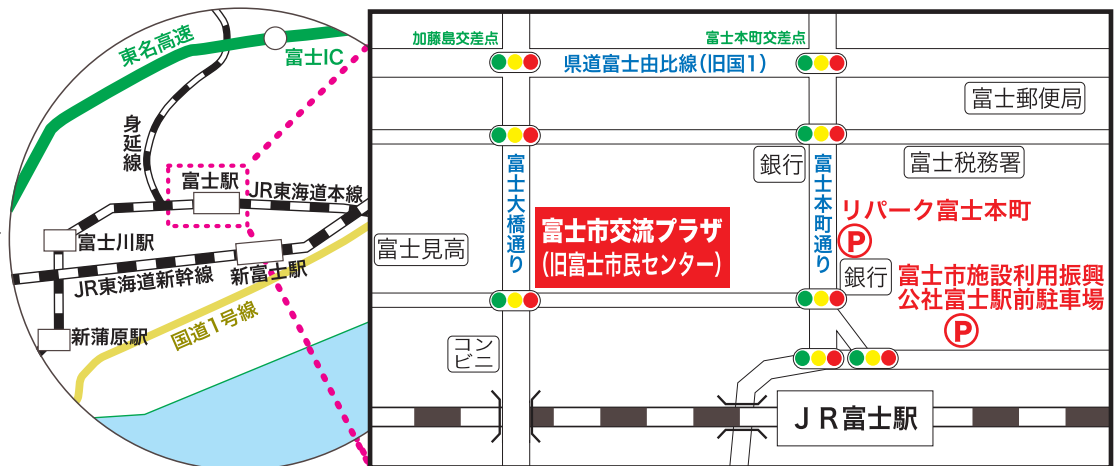 東名高速
富士IC
身延線
富士駅
JR東海道本線
富士川駅
新富士駅
JR東海道新幹線
新蒲原駅
国道1号線
加藤島交差点
富士本町交差点
県道富士由比線(旧国1)
富士郵便局
銀行
富士税務署
富士大橋通り
富士本町通り
リパーク富士本町
P
富士市交流プラザ
(旧富士市民センター)
富士見高
銀行
富士市施設利用振興
公社富士駅前駐車場
P
コン
ビニ
JR富士駅